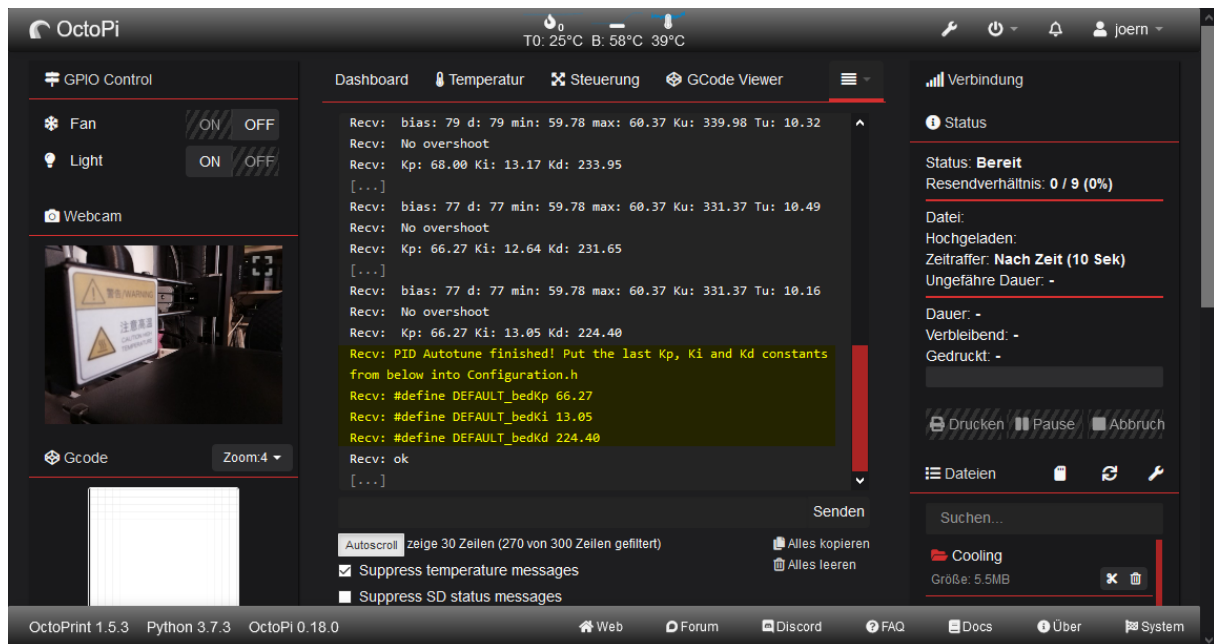 OctoPi
T0: 25°C B: 58°C 39°C
joern
GPIO Control
Fan
ON OFF
Light
ON OFF
Webcam
警告/WARNING
注意高温
CAUTION HIGH
TEMPERATURE
Gcode
Zoom:4
Dashboard Temperatur Steuerung GCode Viewer
Recv: bias: 79 d: 79 min: 59.78 max: 60.37 Ku: 339.98 Tu: 10.32
Recv: No overshoot
Recv: Kp: 68.00 Ki: 13.17 Kd: 233.95
[...]
Recv: bias: 77 d: 77 min: 59.78 max: 60.37 Ku: 331.37 Tu: 10.49
Recv: No overshoot
Recv: Kp: 66.27 Ki: 12.64 Kd: 231.65
[...]
Recv: bias: 77 d: 77 min: 59.78 max: 60.37 Ku: 331.37 Tu: 10.16
Recv: No overshoot
Recv: Kp: 66.27 Ki: 13.05 Kd: 224.40
Recv: PID Autotune finished! Put the last Kp, Ki and Kd constants
from below into Configuration.h
Recv: #define DEFAULT_bedKp 66.27
Recv: #define DEFAULT_bedKi 13.05
Recv: #define DEFAULT_bedKd 224.40
Recv: ok
[...]
Senden
Autoscroll zeige 30 Zeilen (270 von 300 Zeilen gefiltert)
Alles kopieren
Alles leeren
Suppress temperature messages
Suppress SD status messages
Verbindung
Status
Status: Bereit
Resendverhältnis: 0 / 9 (0%)
Datei:
Hochgeladen:
Zeitraffer: Nach Zeit (10 Sek)
Ungefähre Dauer: -
Dauer: -
Verbleibend: -
Gedruckt: -
Drucken Pause Abbruch
Dateien
Suchen...
Cooling
Größe: 5.5MB
OctoPrint 1.5.3 Python 3.7.3 OctoPi 0.18.0
Web Forum Discord FAQ Docs Über System